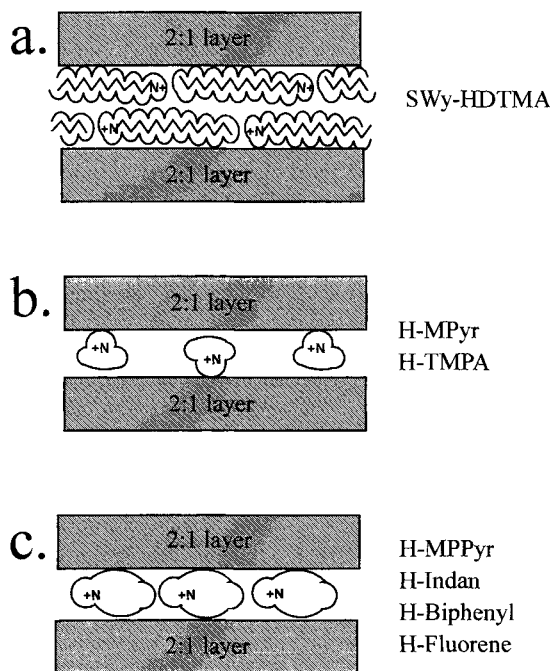 a.
2:1 layer
N+ N+
+N +N
2:1 layer
SWy-HDTMA
b.
2:1 layer
+N +N +N
2:1 layer
H-MPyr
H-TMPA
c.
2:1 layer
+N +N +N
2:1 layer
H-MPPyr
H-Indan
H-Biphenyl
H-Fluorene